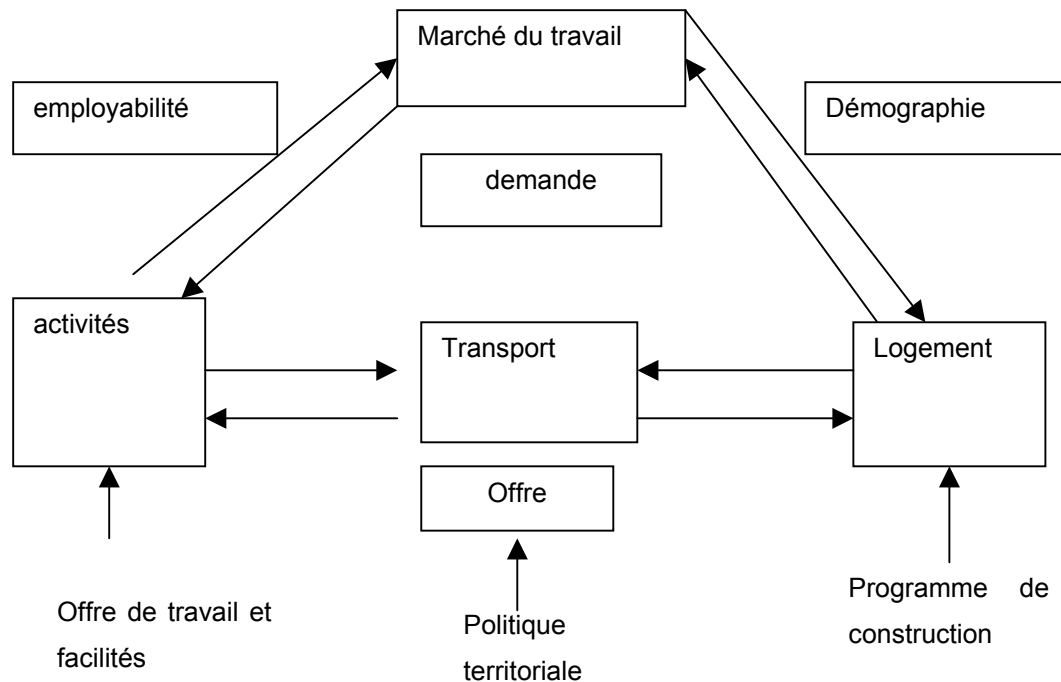 Marché du travail
employabilité
Démographie
demande
activités
Transport
Logement
Offre
Offre de travail et
facilités
Politique
territoriale
Programme de
construction